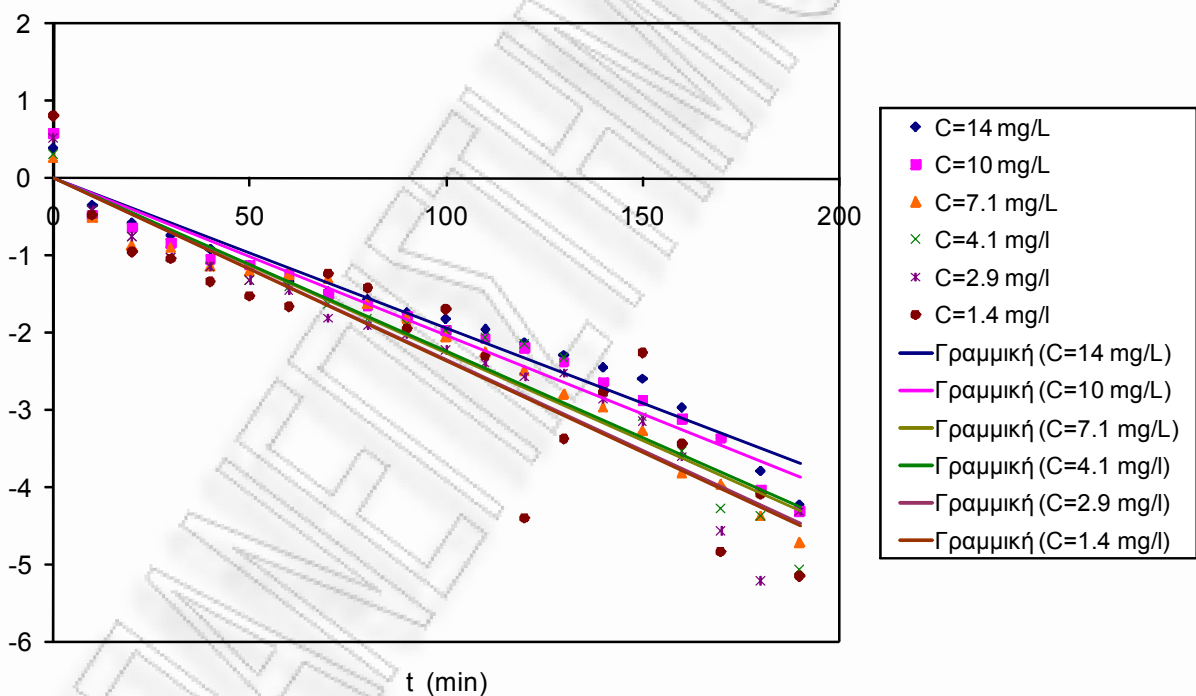 2
1
0
-1
-2
-3
-4
-5
-6
0 50 100 150 200
t (min)
C=14 mg/L
C=10 mg/L
C=7.1 mg/L
C=4.1 mg/l
C=2.9 mg/l
C=1.4 mg/l
Γραμμική (C=14 mg/L)
Γραμμική (C=10 mg/L)
Γραμμική (C=7.1 mg/L)
Γραμμική (C=4.1 mg/l)
Γραμμική (C=2.9 mg/l)
Γραμμική (C=1.4 mg/l)